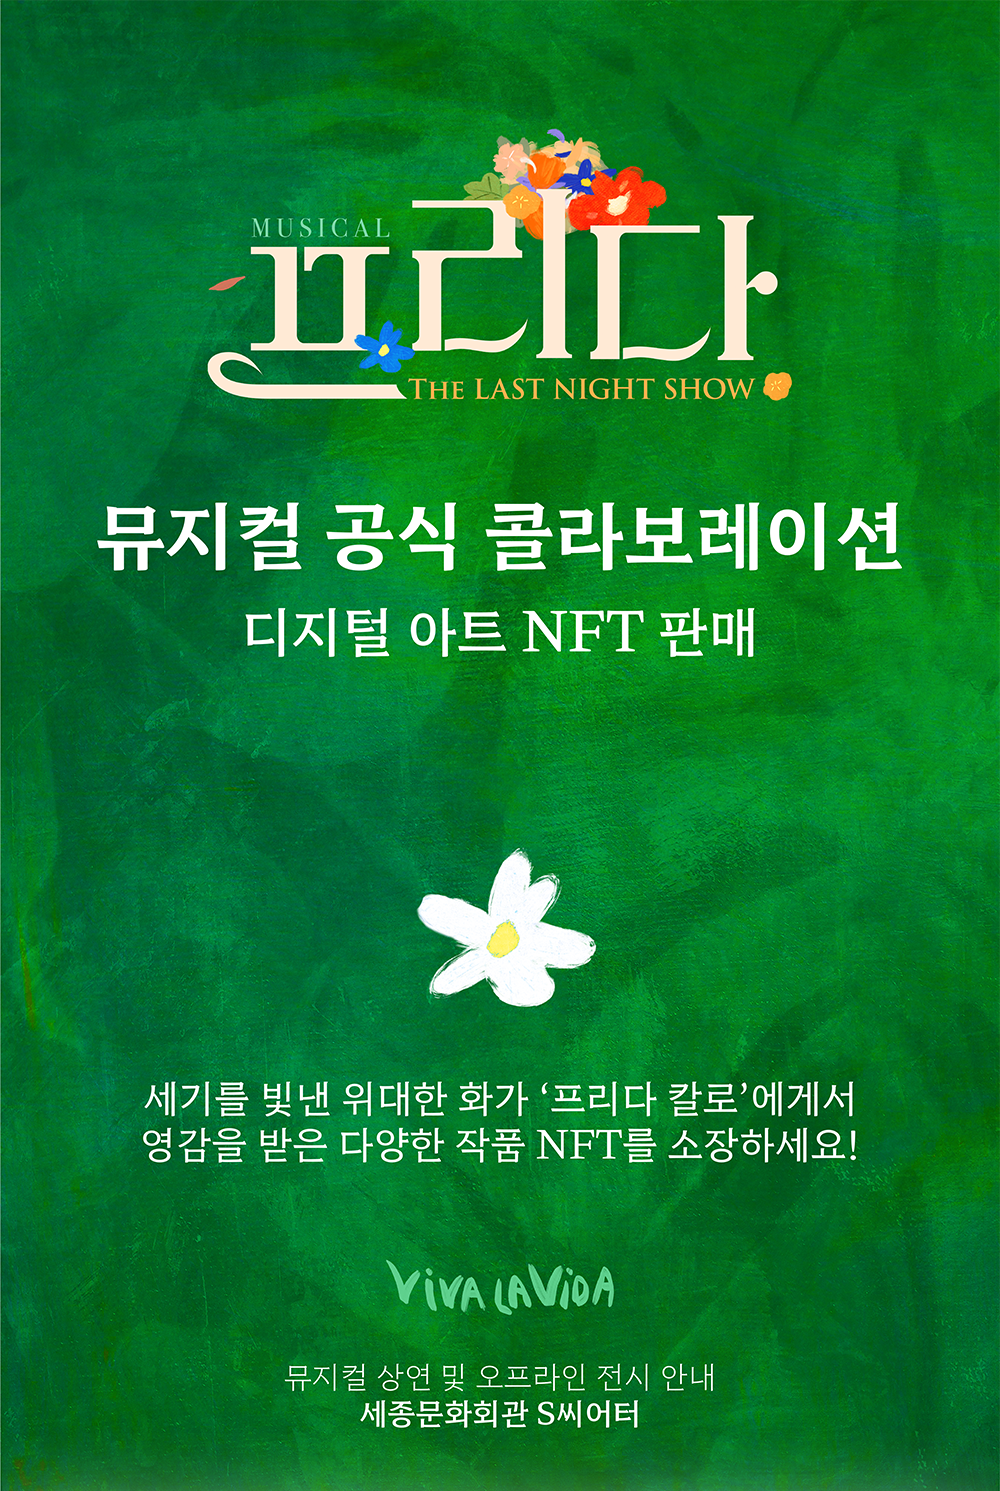 MUSICAL
프리다
THE LAST NIGHT SHOW
뮤지컬 공식 콜라보레이션
디지털 아트 NFT 판매
세기를 빛낸 위대한 화가 ‘프리다 칼로’에게서
영감을 받은 다양한 작품 NFT를 소장하세요!
VIVA LA VIDA
뮤지컬 상연 및 오프라인 전시 안내
세종문화회관 S씨어터